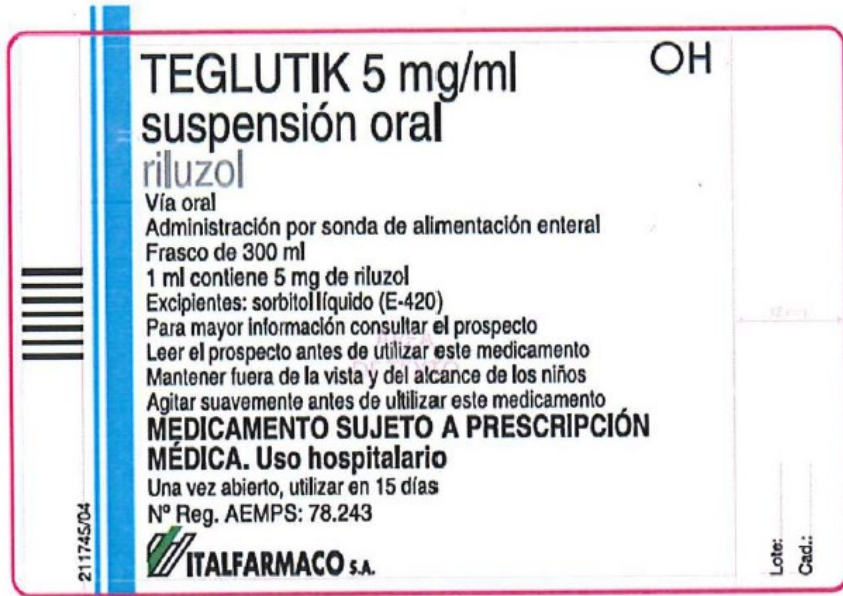 TEGLUTIK 5 mg/ml
OH
suspensión oral
riluzol
Vía oral
Administración por sonda de alimentación enteral
Frasco de 300 ml
1 ml contiene 5 mg de riluzol
Excipientes: sorbitol líquido (E-420)
Para mayor información consultar el prospecto
Leer el prospecto antes de utilizar este medicamento
Mantener fuera de la vista y del alcance de los niños
Agitar suavemente antes de ultilizar este medicamento
MEDICAMENTO SUJETO A PRESCRIPCIÓN
MÉDICA. Uso hospitalario
Una vez abierto, utilizar en 15 días
Nº Reg. AEMPS: 78.243
ITALFARMACO S.A.
211745/04
Lote:
Cad.: